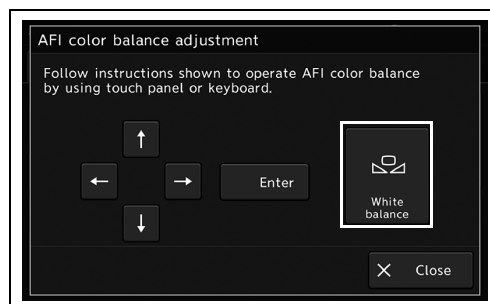 AFI color balance adjustment
Follow instructions shown to operate AFI color balance
by using touch panel or keyboard.
↑
← → Enter
↓
White
balance
× Close